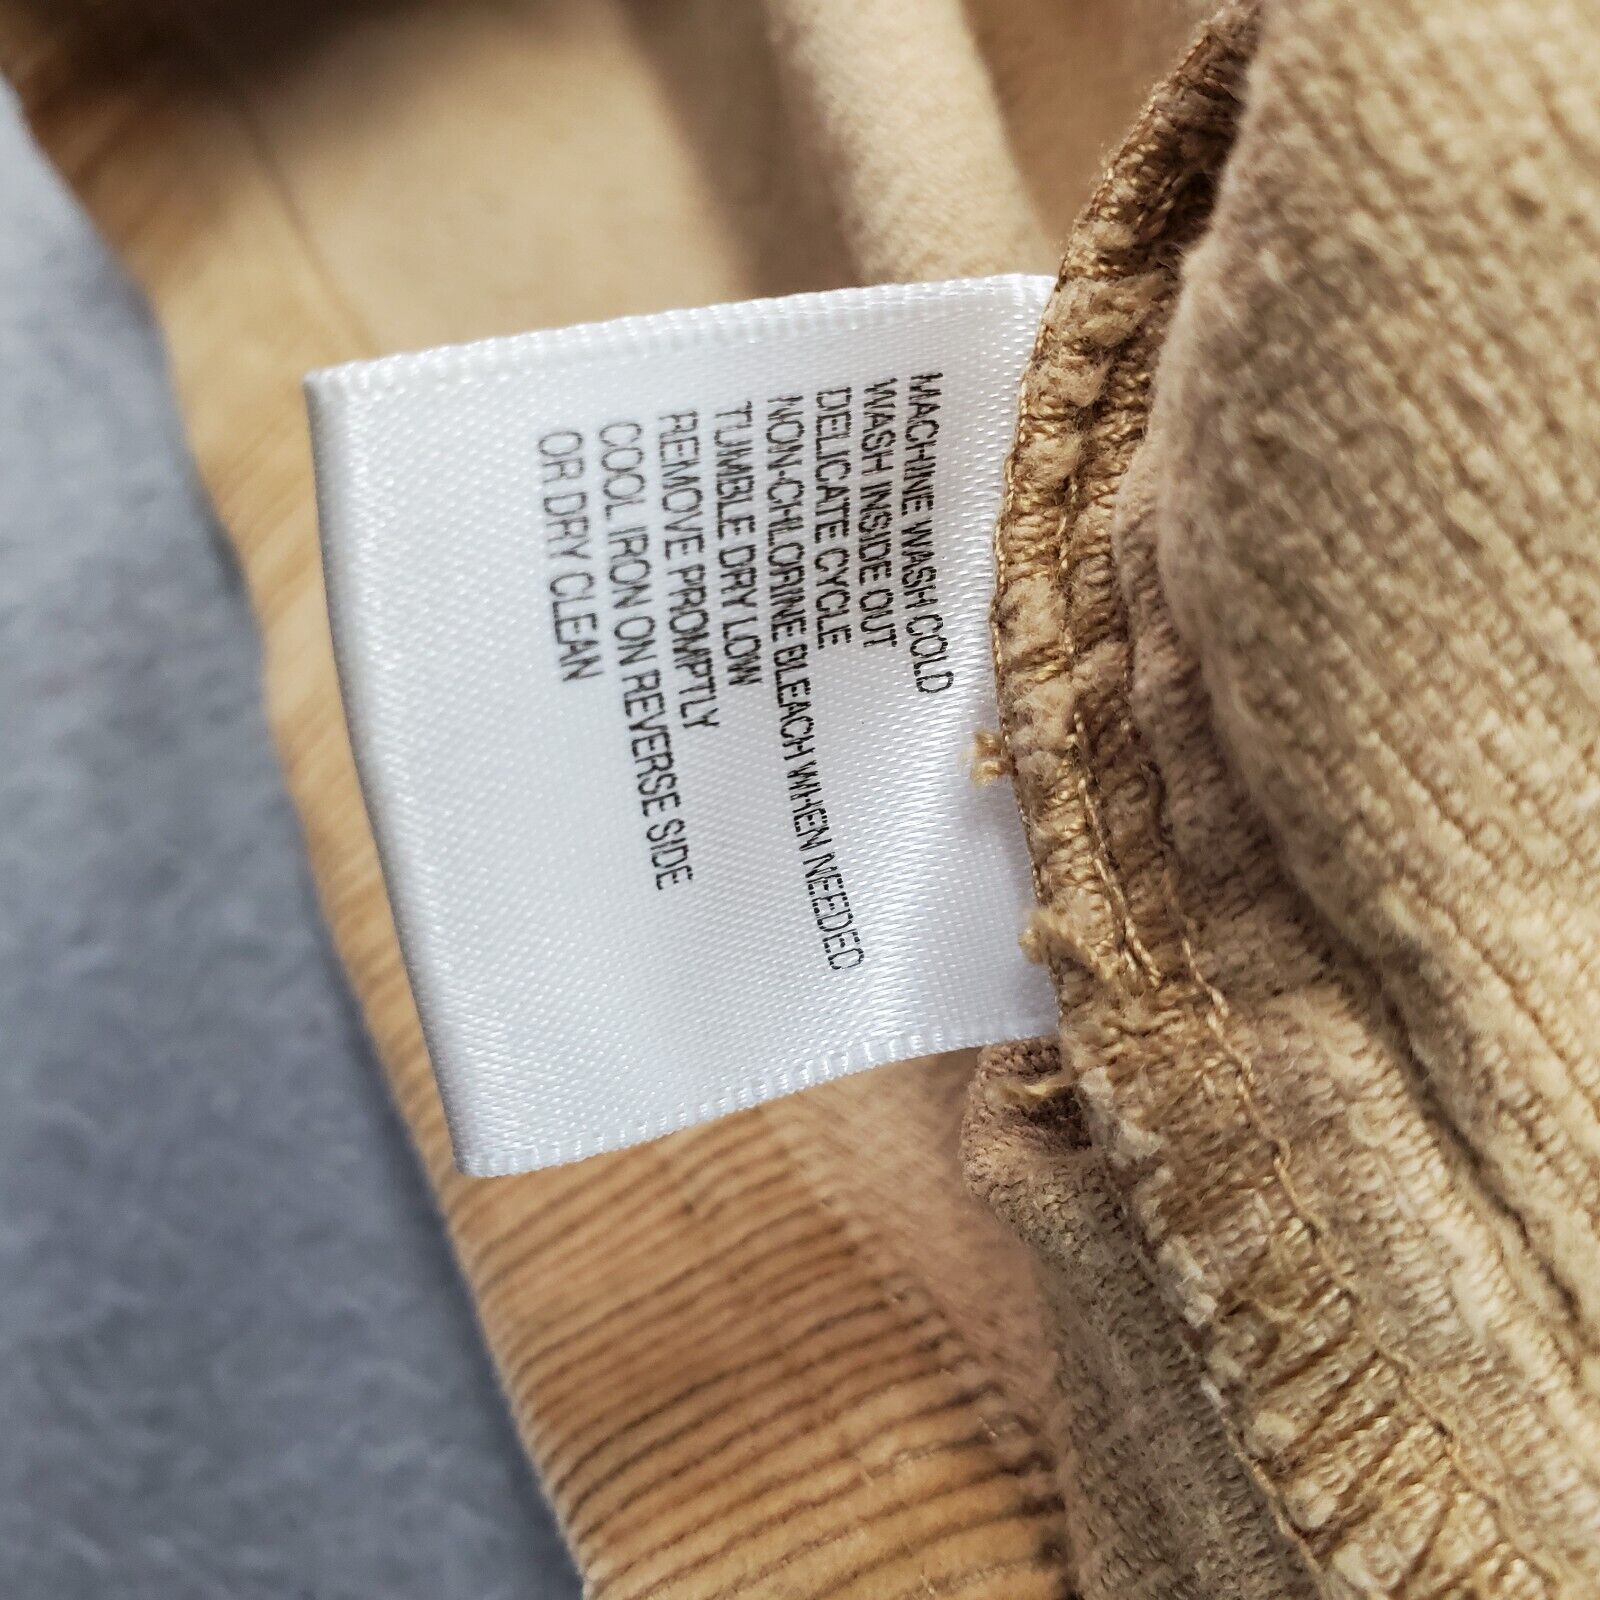 MACHINE WASH COLD
WASH INSIDE OUT
DELICATE CYCLE
NON-CHLORINE BLEACH WHEN NEEDED
TUMBLE DRY LOW
REMOVE PROMPTLY
COOL IRON ON REVERSE SIDE
OR DRY CLEAN